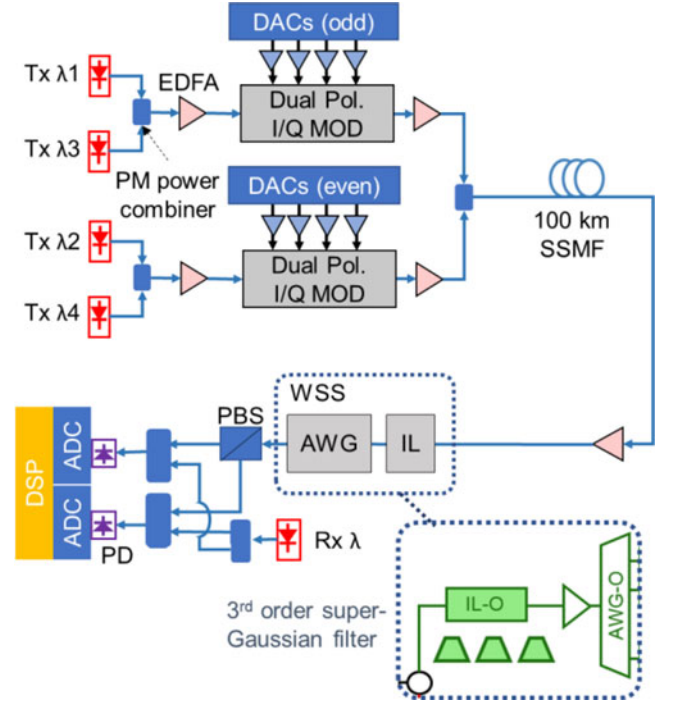 DACs (odd)
Tx λ1
EDFA
Dual Pol.
I/Q MOD
Tx λ3
PM power
combiner
DACs (even)
100 km
SSMF
Tx λ2
Dual Pol.
I/Q MOD
Tx λ4
WSS
PBS
AWG
IL
DSP
ADC
ADC
PD
Rx λ
3rd order super-
Gaussian filter
IL-O
AWG-O